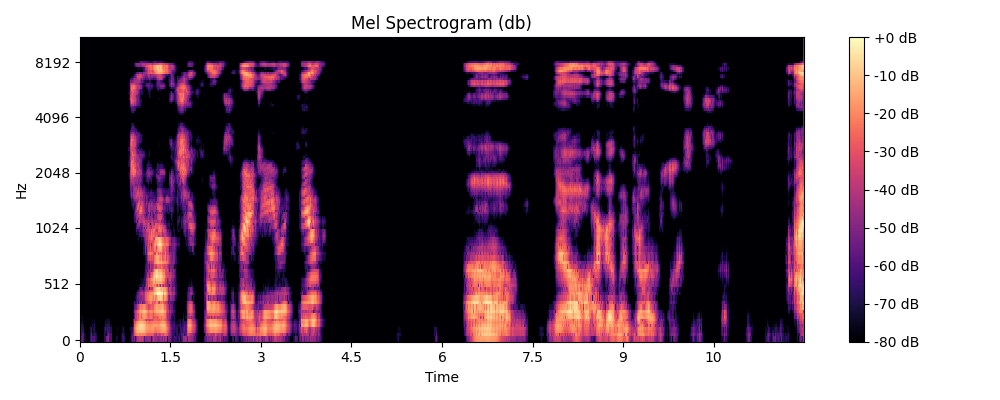 Mel Spectrogram (db)
8192
4096
2048
1024
512
0
Hz
0 1.5 3 4.5 6 7.5 9 10
Time
+0 dB
-10 dB
-20 dB
-30 dB
-40 dB
-50 dB
-60 dB
-70 dB
-80 dB